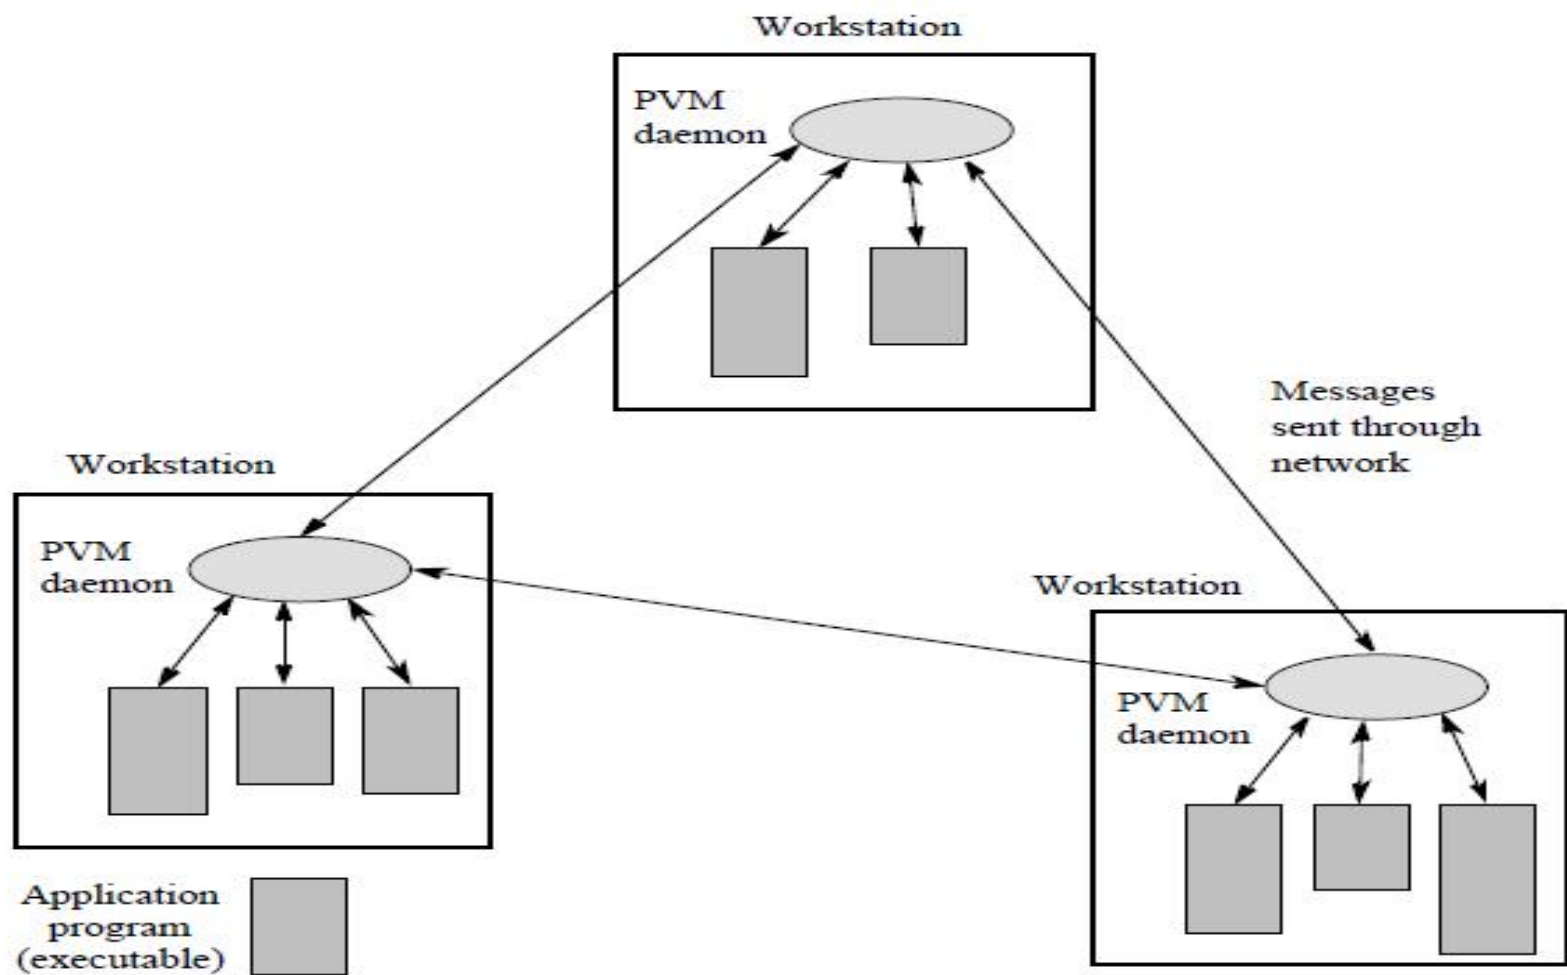 Workstation
PVM
daemon
Messages
sent through
network
Workstation
PVM
daemon
Workstation
PVM
daemon
Application
program
(executable)